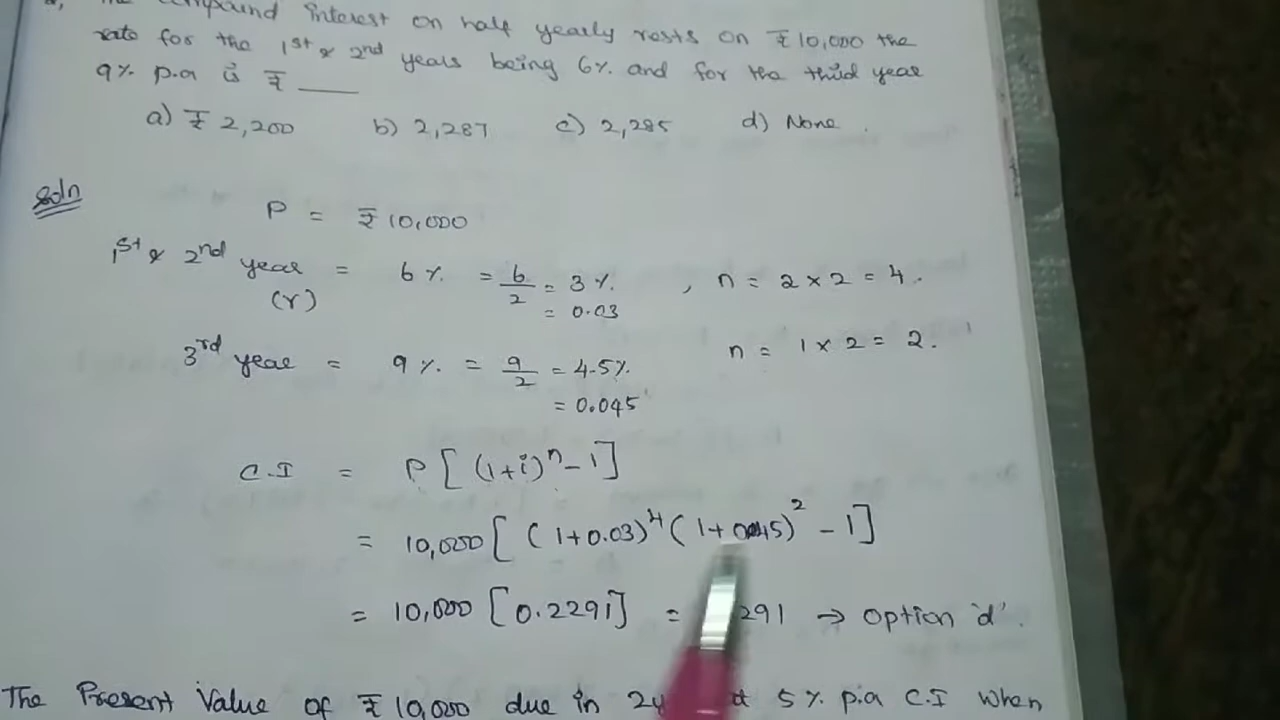 The compound interest on half yearly rests on ₹10,000 the
rate for the 1st & 2nd years being 6% and for the third year
9% p.a is ₹ ___
a) ₹ 2,200 b) 2,287 c) 2,285 d) None.
Soln
P = ₹ 10,000
1st & 2nd year = 6% = 6/2 = 3%, n = 2 × 2 = 4.
(r) = 0.03
3rd year = 9% = 9/2 = 4.5% n = 1 × 2 = 2.
= 0.045
C.I = P[(1+i)^n - 1]
= 10,000[(1+0.03)^4 (1+0.045)^2 - 1]
= 10,000 [0.2291] = 291 → option 'd'.
The Present Value of ₹ 10,000 due in 5% p.a C.I when